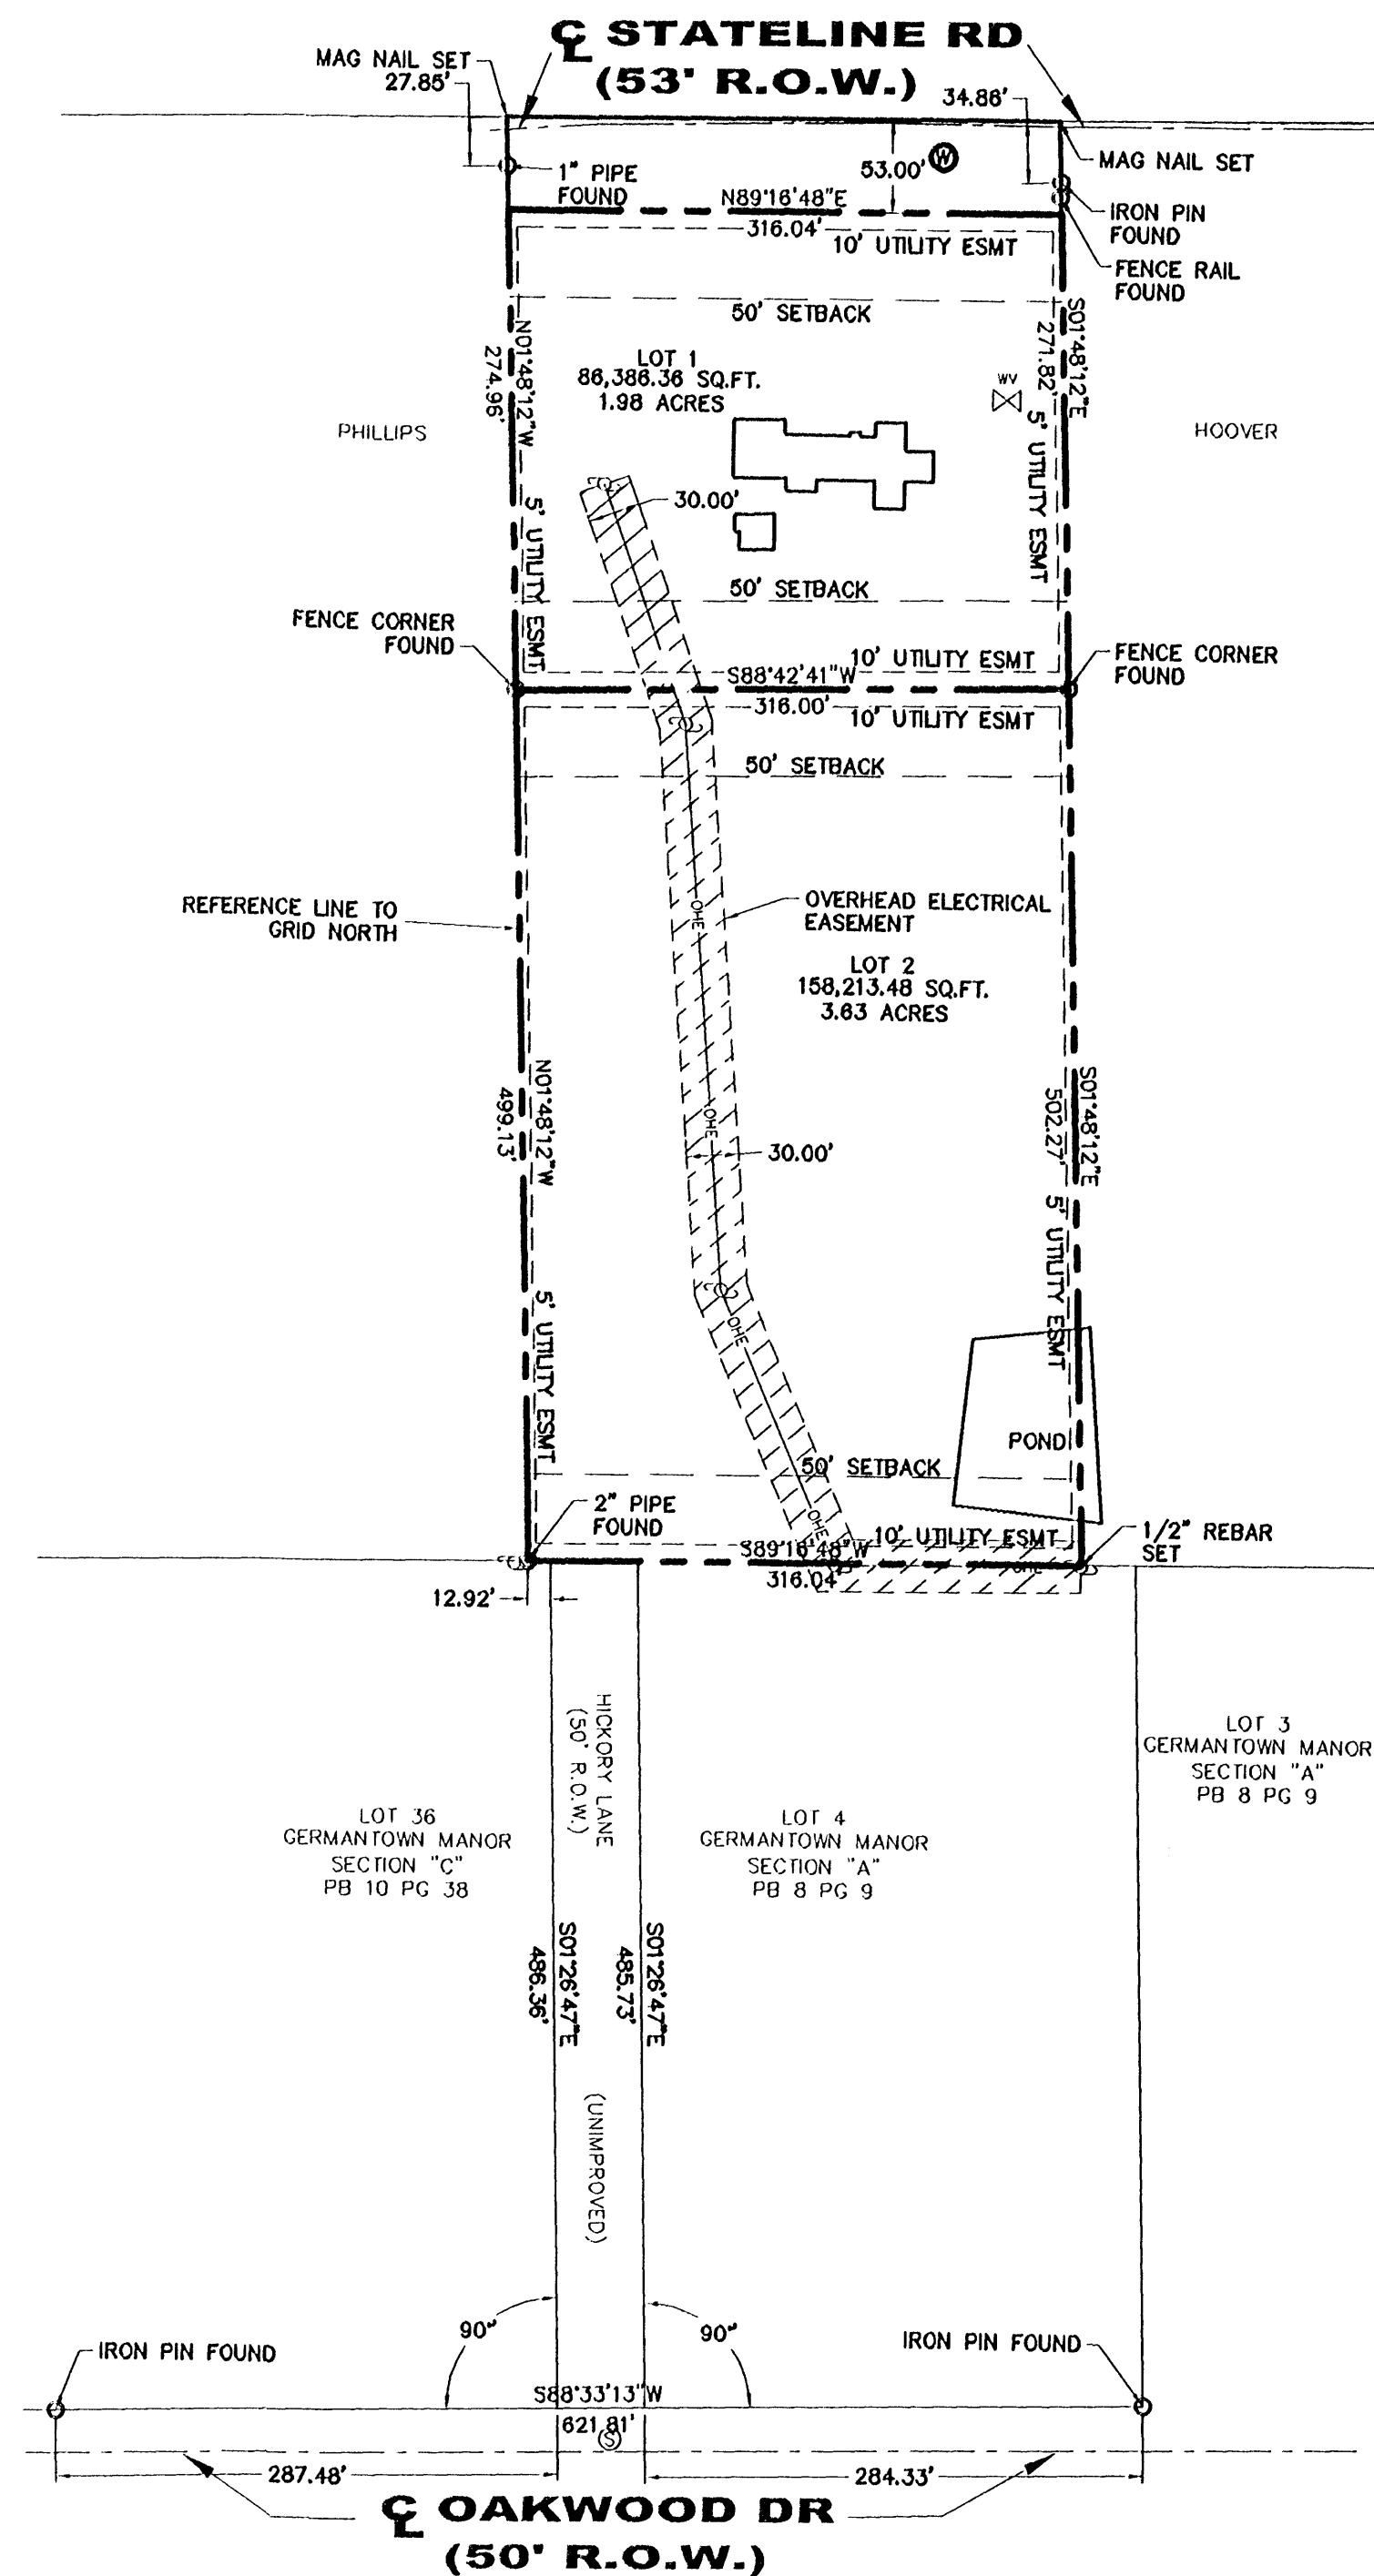 ℄ STATELINE RD
(53' R.O.W.)
MAG NAIL SET
27.85'
34.86'
MAG NAIL SET
1" PIPE
FOUND
53.00'
W
IRON PIN
FOUND
N89°16'48"E
316.04'
10' UTILITY ESMT
FENCE RAIL
FOUND
50' SETBACK
N01°48'12"W
274.96'
S01°48'12"E
271.82'
LOT 1
86,386.36 SQ.FT.
1.98 ACRES
WV
PHILLIPS
HOOVER
5' UTILITY ESMT
5' UTILITY ESMT
30.00'
50' SETBACK
FENCE CORNER
FOUND
10' UTILITY ESMT
FENCE CORNER
FOUND
S88°42'41"W
316.00'
10' UTILITY ESMT
50' SETBACK
REFERENCE LINE TO
GRID NORTH
OHE
OVERHEAD ELECTRICAL
EASEMENT
LOT 2
158,213.48 SQ.FT.
3.63 ACRES
N01°48'12"W
499.13'
S01°48'12"E
502.27'
OHE
30.00'
5' UTILITY ESMT
5' UTILITY ESMT
OHE
POND
50' SETBACK
2" PIPE
FOUND
OHE
10' UTILITY ESMT
1/2" REBAR
SET
S89°16'48"W
316.04'
OHE
12.92'
HICKORY LANE
(50' R.O.W.)
LOT 3
GERMANTOWN MANOR
SECTION "A"
PB 8 PG 9
LOT 36
GERMANTOWN MANOR
SECTION "C"
PB 10 PG 38
LOT 4
GERMANTOWN MANOR
SECTION "A"
PB 8 PG 9
S01°26'47"E
486.36'
S01°26'47"E
485.73'
(UNIMPROVED)
90°
90°
IRON PIN FOUND
IRON PIN FOUND
S88°33'13"W
621.81'
S
287.48'
284.33'
℄ OAKWOOD DR
(50' R.O.W.)